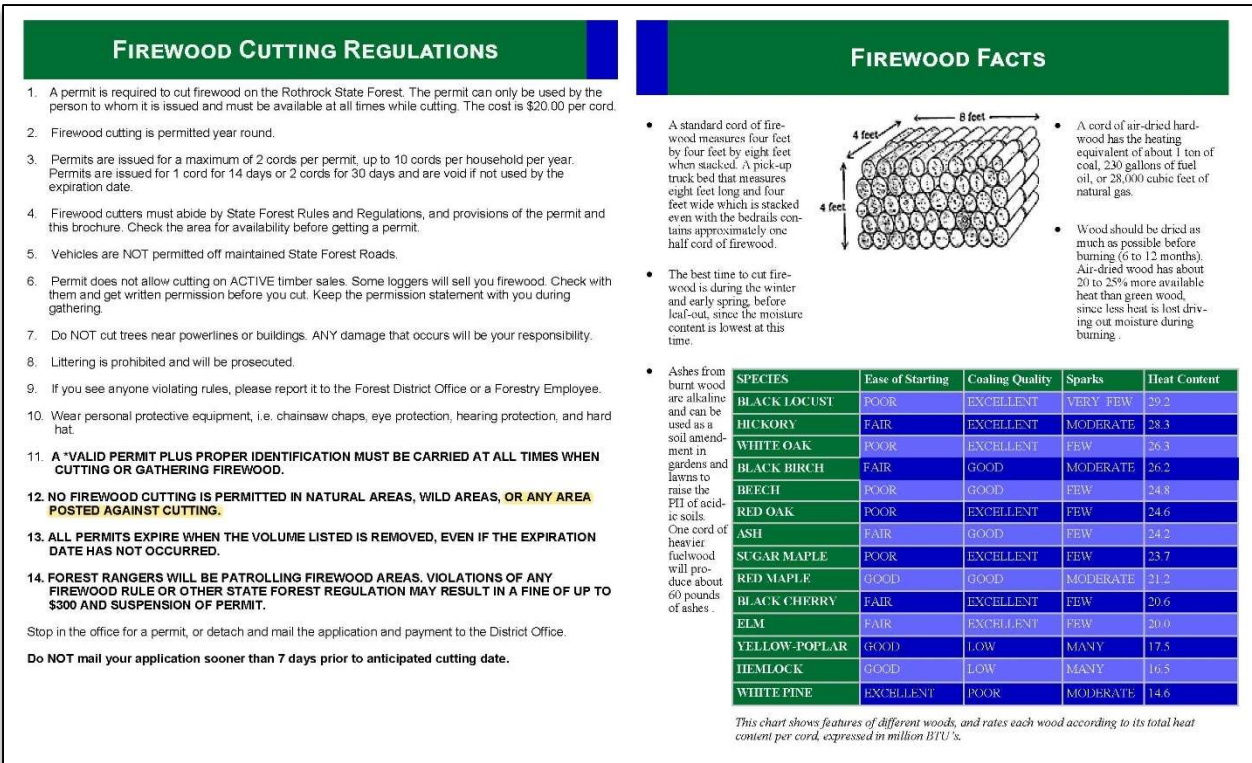 FIREWOOD CUTTING REGULATIONS
1. A permit is required to cut firewood on the Rothrock State Forest. The permit can only be used by the
person to whom it is issued and must be available at all times while cutting. The cost is $20.00 per cord.
2. Firewood cutting is permitted year round.
3. Permits are issued for a maximum of 2 cords per permit, up to 10 cords per household per year.
Permits are issued for 1 cord for 14 days or 2 cords for 30 days and are void if not used by the
expiration date.
4. Firewood cutters must abide by State Forest Rules and Regulations, and provisions of the permit and
this brochure. Check the area for availability before getting a permit.
5. Vehicles are NOT permitted off maintained State Forest Roads.
6. Permit does not allow cutting on ACTIVE timber sales. Some loggers will sell you firewood. Check with
them and get written permission before you cut. Keep the permission statement with you during
gathering.
7. Do NOT cut trees near powerlines or buildings. ANY damage that occurs will be your responsibility.
8. Littering is prohibited and will be prosecuted.
9. If you see anyone violating rules, please report it to the Forest District Office or a Forestry Employee.
10. Wear personal protective equipment, i.e. chainsaw chaps, eye protection, hearing protection, and hard
hat.
11. A *VALID PERMIT PLUS PROPER IDENTIFICATION MUST BE CARRIED AT ALL TIMES WHEN
CUTTING OR GATHERING FIREWOOD.
12. NO FIREWOOD CUTTING IS PERMITTED IN NATURAL AREAS, WILD AREAS, OR ANY AREA
POSTED AGAINST CUTTING.
13. ALL PERMITS EXPIRE WHEN THE VOLUME LISTED IS REMOVED, EVEN IF THE EXPIRATION
DATE HAS NOT OCCURRED.
14. FOREST RANGERS WILL BE PATROLLING FIREWOOD AREAS. VIOLATIONS OF ANY
FIREWOOD RULE OR OTHER STATE FOREST REGULATION MAY RESULT IN A FINE OF UP TO
$300 AND SUSPENSION OF PERMIT.
Stop in the office for a permit, or detach and mail the application and payment to the District Office.
Do NOT mail your application sooner than 7 days prior to anticipated cutting date.
FIREWOOD FACTS
• A standard cord of fire-
wood measures four feet
by four feet by eight feet
when stacked. A pick-up
truck bed that measures
eight feet long and four
feet wide which is stacked
even with the bedrails con-
tains approximately one
half cord of firewood.
• The best time to cut fire-
wood is during the winter
and early spring, before
leaf-out, since the moisture
content is lowest at this
time.
8 feet
4 feet
4 feet
• A cord of air-dried hard-
wood has the heating
equivalent of about 1 ton of
coal, 230 gallons of fuel
oil, or 28,000 cubic feet of
natural gas.
• Wood should be dried as
much as possible before
burning (6 to 12 months).
Air-dried wood has about
20 to 25% more available
heat than green wood,
since less heat is lost driv-
ing out moisture during
burning .
• Ashes from
burnt wood
are alkaline
and can be
used as a
soil amend-
ment in
gardens and
lawns to
raise the
PH of acid-
ic soils.
One cord of
heavier
fuelwood
will pro-
duce about
60 pounds
of ashes .
SPECIES Ease of Starting Coaling Quality Sparks Heat Content
BLACK LOCUST POOR EXCELLENT VERY FEW 29.2
HICKORY FAIR EXCELLENT MODERATE 28.3
WHITE OAK POOR EXCELLENT FEW 26.3
BLACK BIRCH FAIR GOOD MODERATE 26.2
BEECH POOR GOOD FEW 24.8
RED OAK POOR EXCELLENT FEW 24.6
ASH FAIR GOOD FEW 24.2
SUGAR MAPLE POOR EXCELLENT FEW 23.7
RED MAPLE GOOD GOOD MODERATE 21.2
BLACK CHERRY FAIR EXCELLENT FEW 20.6
ELM FAIR EXCELLENT FEW 20.0
YELLOW-POPLAR GOOD LOW MANY 17.5
HEMLOCK GOOD LOW MANY 16.5
WHITE PINE EXCELLENT POOR MODERATE 14.6
This chart shows features of different woods, and rates each wood according to its total heat
content per cord, expressed in million BTU's.